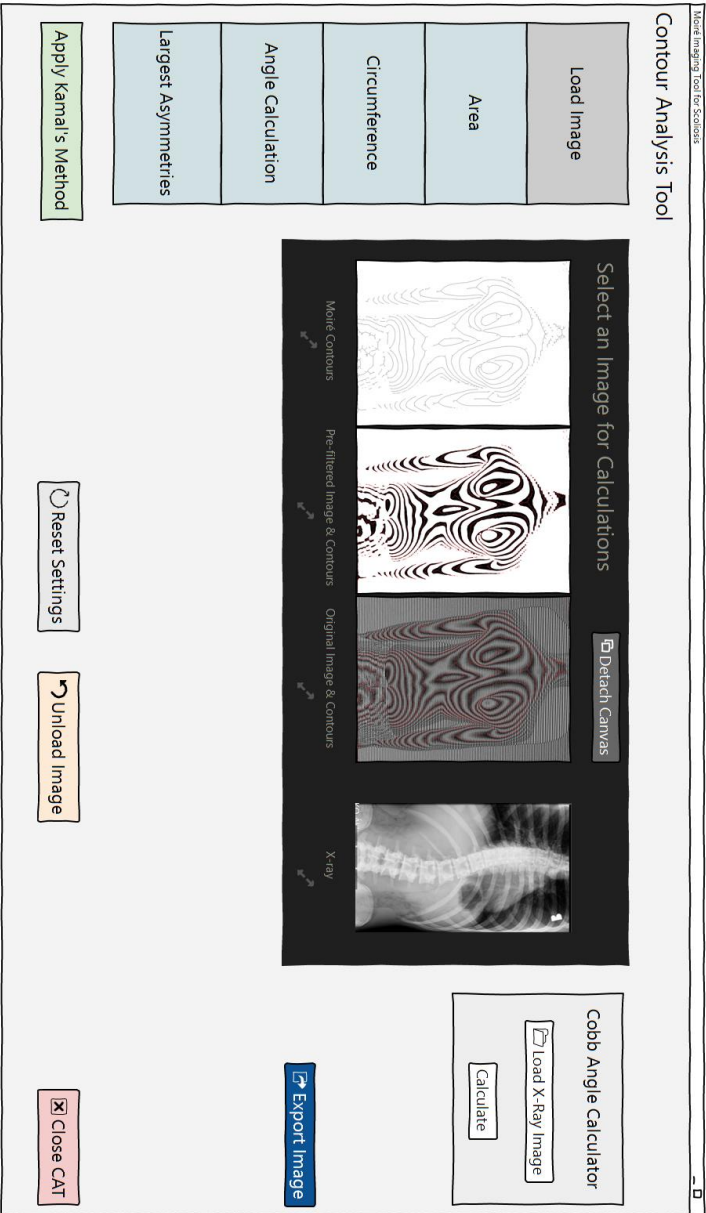 Moiré Imaging Tool for Scoliosis
Contour Analysis Tool
Load Image
Area
Circumference
Angle Calculation
Largest Asymmetries
Apply Kamal's Method
Select an Image for Calculations
Detach Canvas
Moiré Contours
Pre-filtered Image & Contours
Original Image & Contours
X-ray
Cobb Angle Calculator
Load X-Ray Image
Calculate
Export Image
Reset Settings
Unload Image
Close CAT